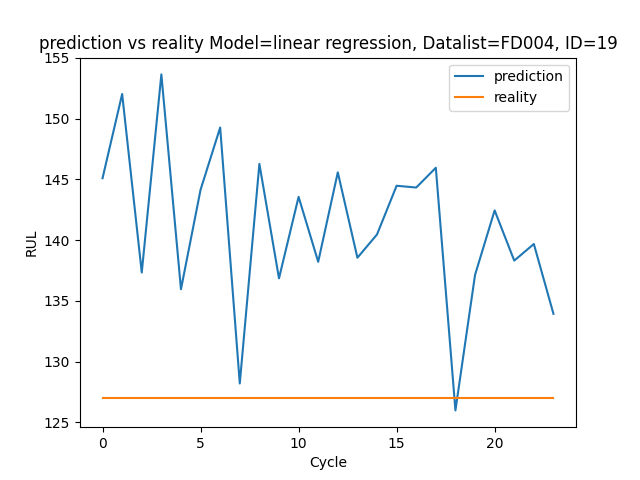 prediction vs reality Model=linear regression, Datalist=FD004, ID=19
155
150
145
140
135
130
125
RUL
prediction
reality
0
5
10
15
20
Cycle